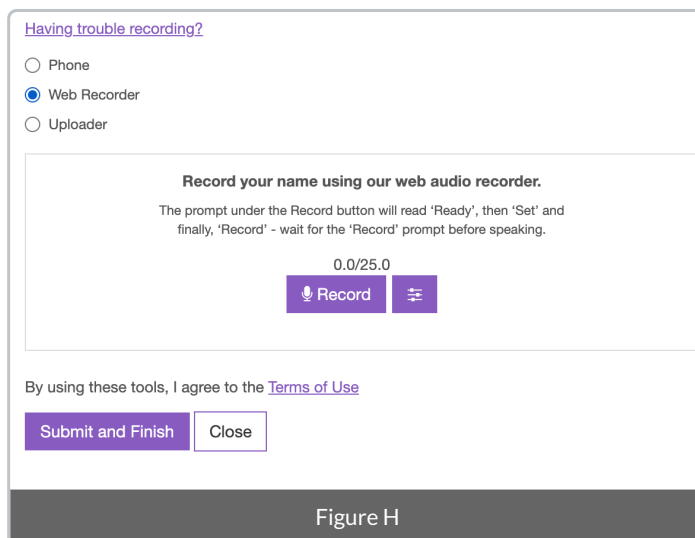 Having trouble recording?
Phone
Web Recorder
Uploader
Record your name using our web audio recorder.
The prompt under the Record button will read ‘Ready’, then ‘Set’ and
finally, ‘Record’ - wait for the ‘Record’ prompt before speaking.
0.0/25.0
Record
By using these tools, I agree to the Terms of Use
Submit and Finish Close
Figure H